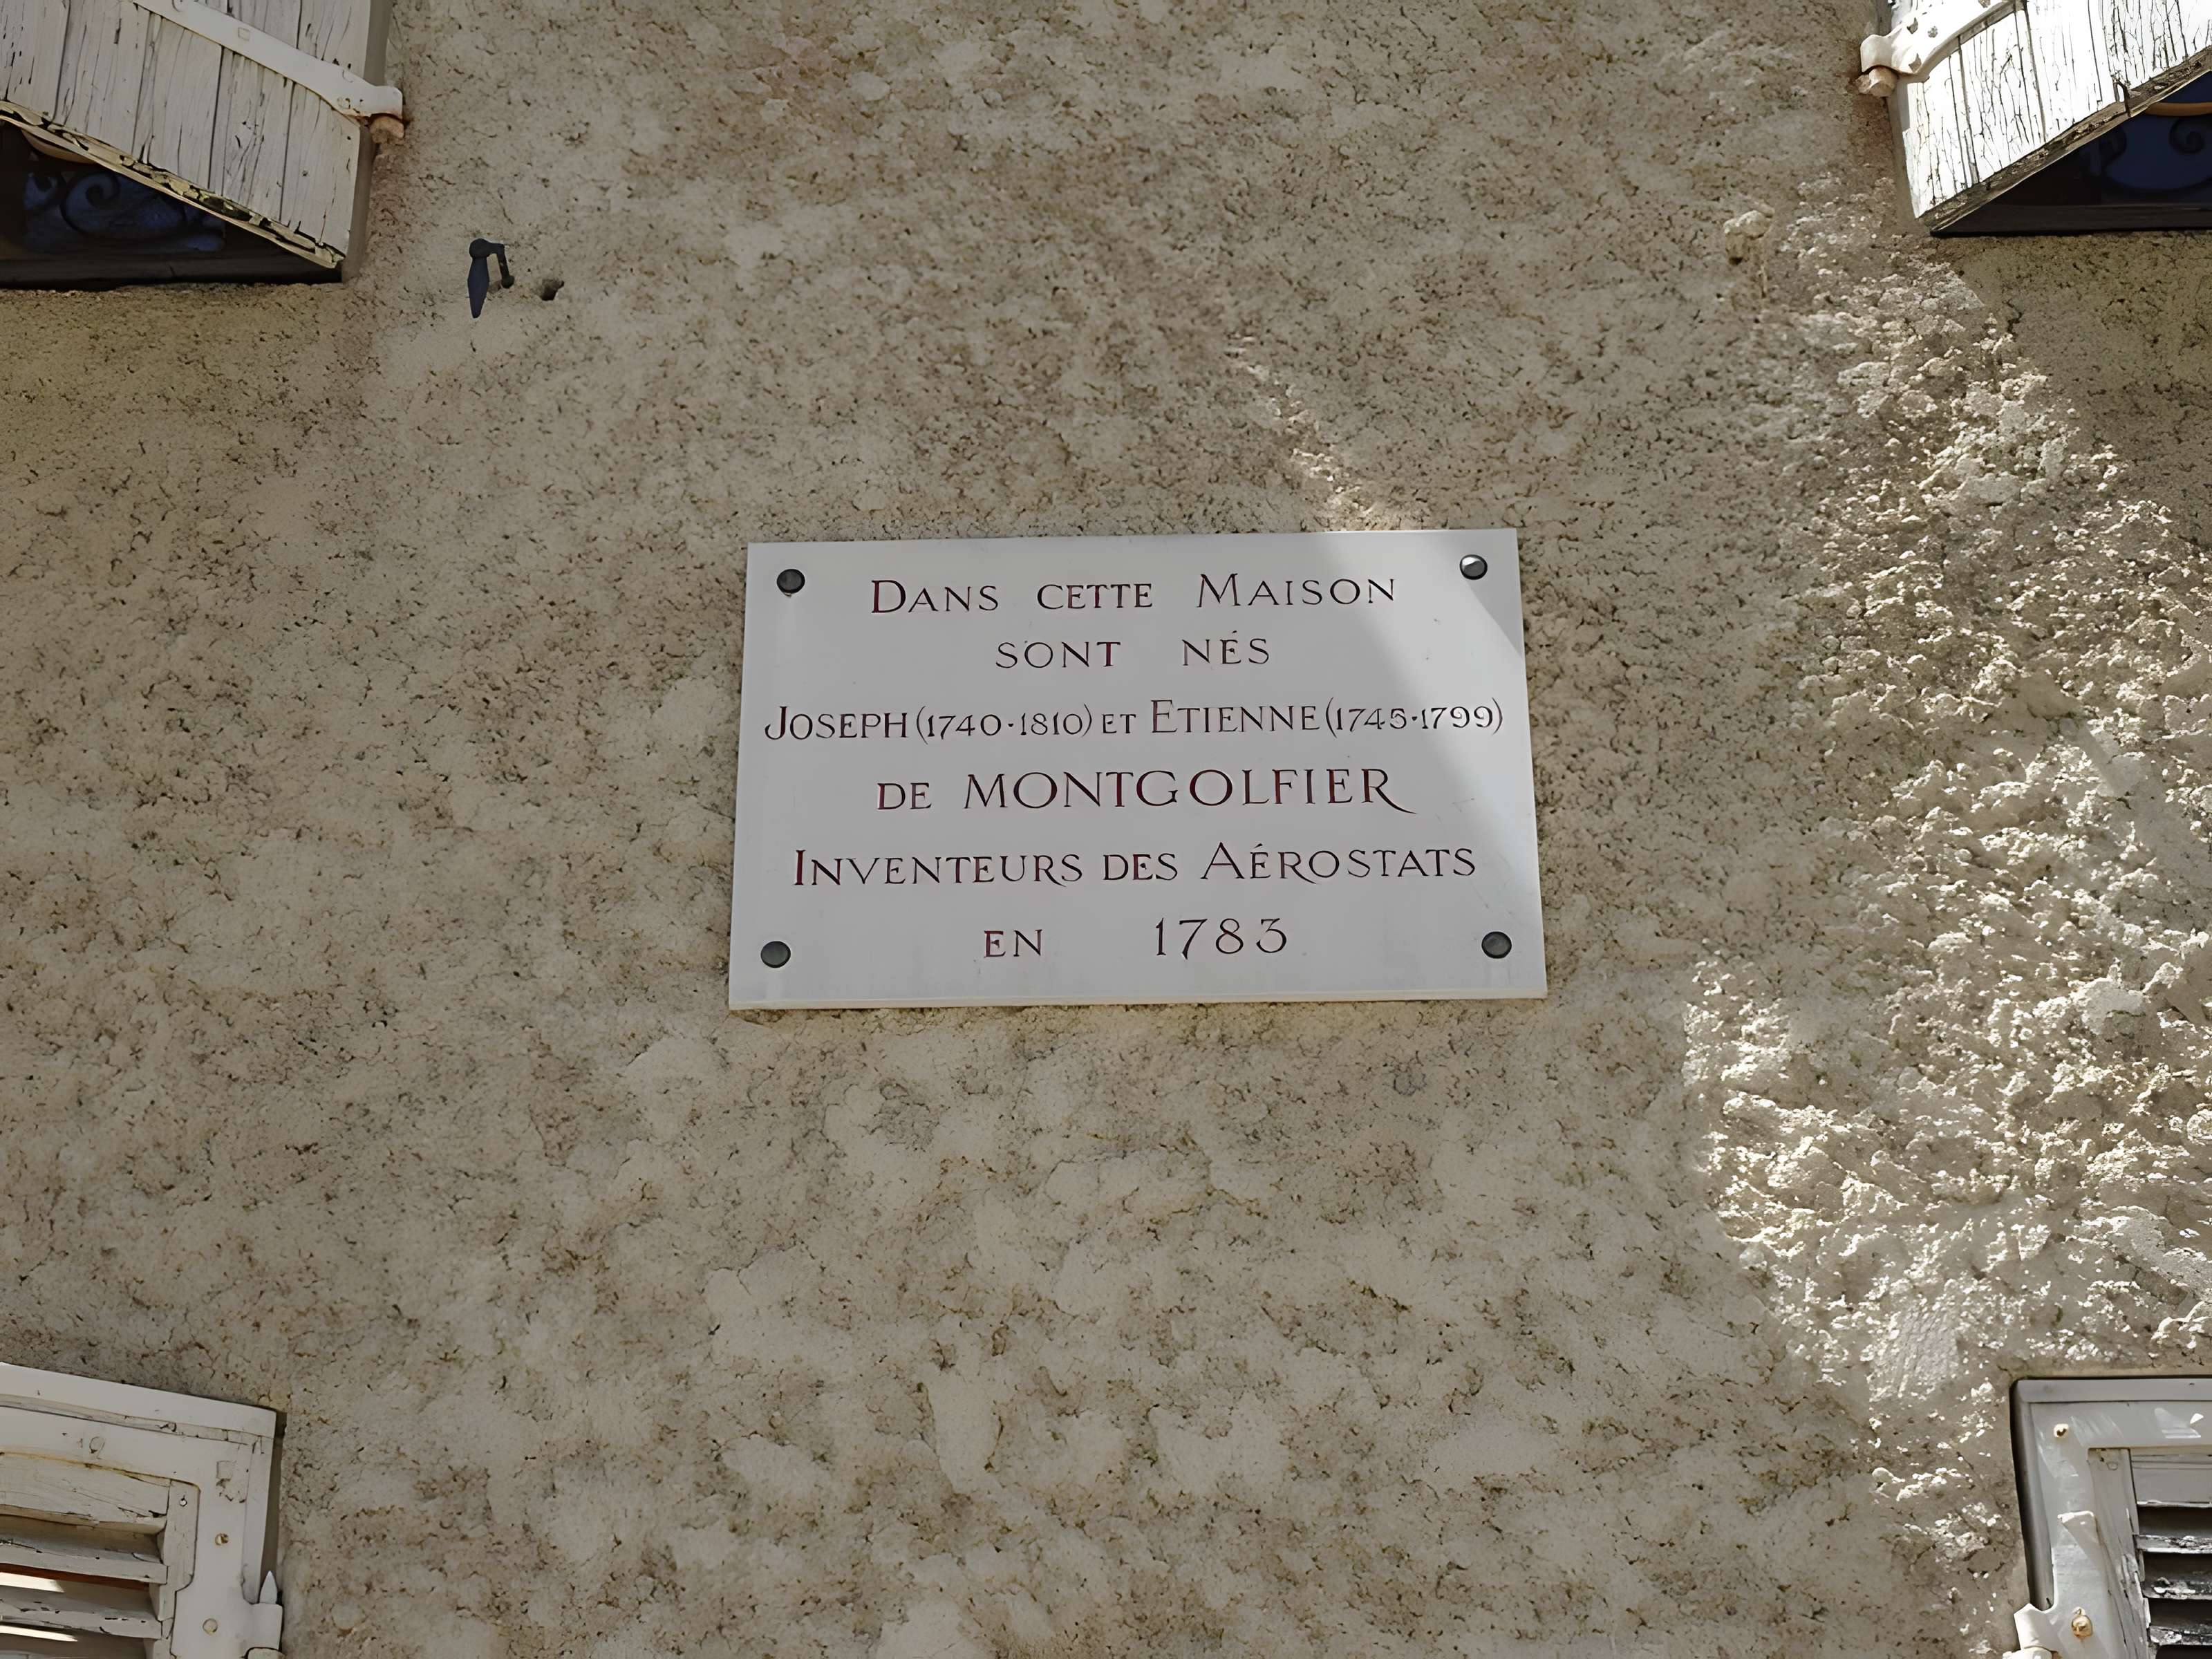 DANS CETTE MAISON
SONT NÉS
JOSEPH (1740·1810) ET ETIENNE (1745·1799)
DE MONTGOLFIER
INVENTEURS DES AÉROSTATS
EN 1783